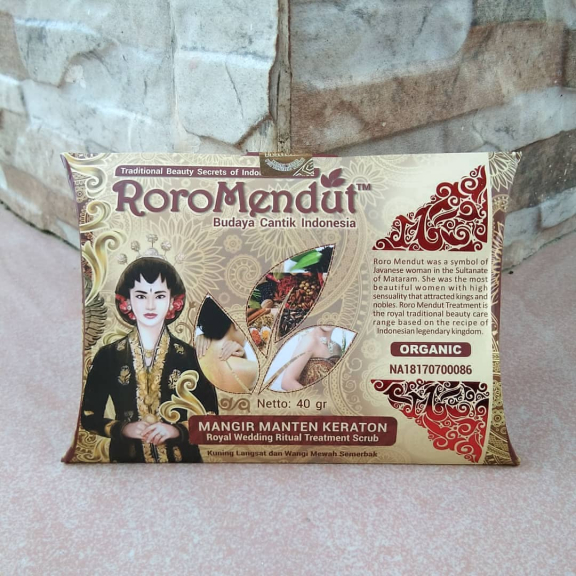 Traditional Beauty Secrets of
RoroMendut™
Budaya Cantik Indonesia
Roro Mendut was a symbol of
Javanese woman in the Sultanate
of Mataram. She was the most
beautiful women with high
sensuality that attracted kings and
nobles. Roro Mendut Treatment is
the royal traditional beauty care
range based on the recipe of
Indonesian legendary kingdom.
ORGANIC
NA18170700086
Netto: 40 gr
MANGIR MANTEN KERATON
Royal Wedding Ritual Treatment Scrub
Kuning Langsat dan Wangi Mewah Semerbak